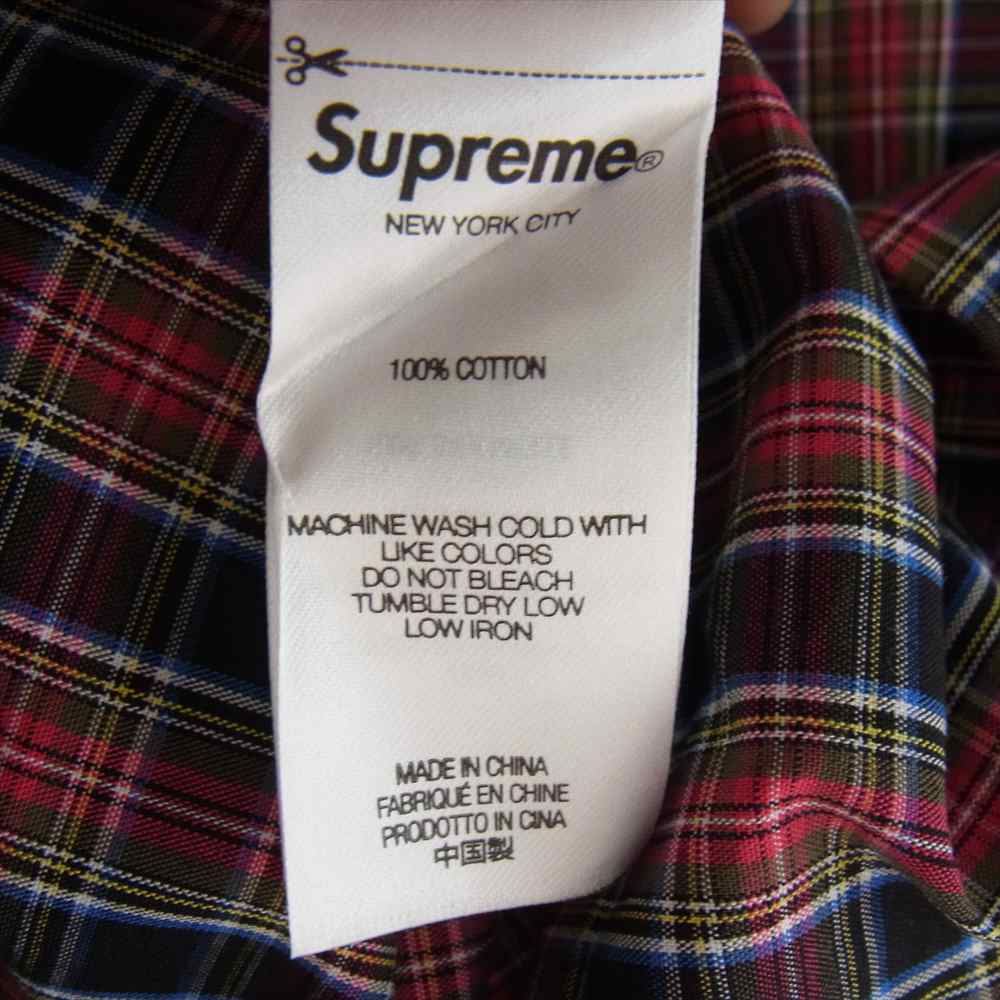 Supreme®
NEW YORK CITY
100% COTTON
MACHINE WASH COLD WITH
LIKE COLORS
DO NOT BLEACH
TUMBLE DRY LOW
LOW IRON
MADE IN CHINA
FABRIQUÉ EN CHINE
PRODOTTO IN CINA
中国製